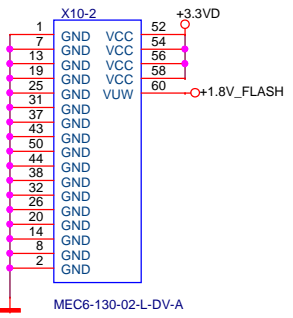 X10-2
+3.3VD
1 GND VCC 52
7 GND VCC 54
13 GND VCC 56
19 GND VCC 58
25 GND VUW 60 +1.8V_FLASH
31 GND
37 GND
43 GND
50 GND
44 GND
38 GND
32 GND
26 GND
20 GND
14 GND
8 GND
2 GND
MEC6-130-02-L-DV-A